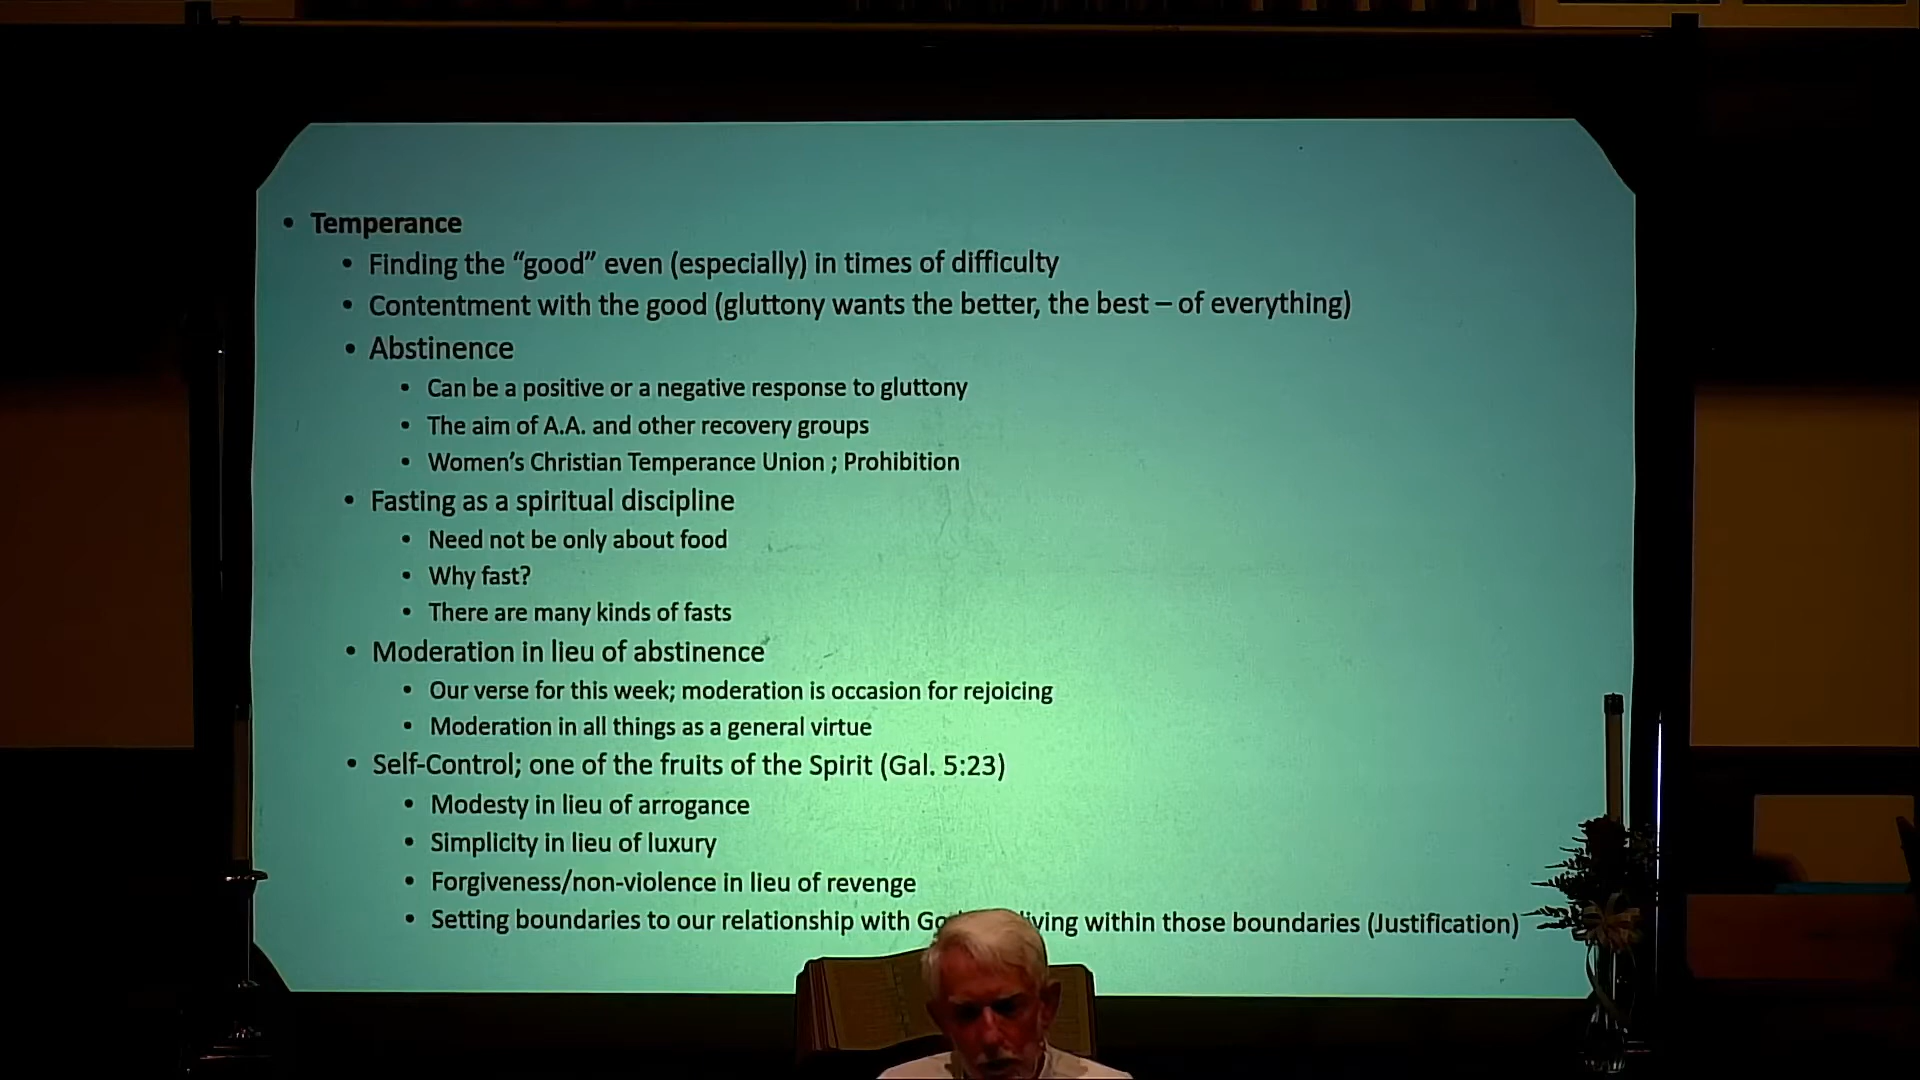 • Temperance
• Finding the “good” even (especially) in times of difficulty
• Contentment with the good (gluttony wants the better, the best – of everything)
• Abstinence
• Can be a positive or a negative response to gluttony
• The aim of A.A. and other recovery groups
• Women’s Christian Temperance Union ; Prohibition
• Fasting as a spiritual discipline
• Need not be only about food
• Why fast?
• There are many kinds of fasts
• Moderation in lieu of abstinence
• Our verse for this week; moderation is occasion for rejoicing
• Moderation in all things as a general virtue
• Self-Control; one of the fruits of the Spirit (Gal. 5:23)
• Modesty in lieu of arrogance
• Simplicity in lieu of luxury
• Forgiveness/non-violence in lieu of revenge
• Setting boundaries to our relationship with within those boundaries (Justification)